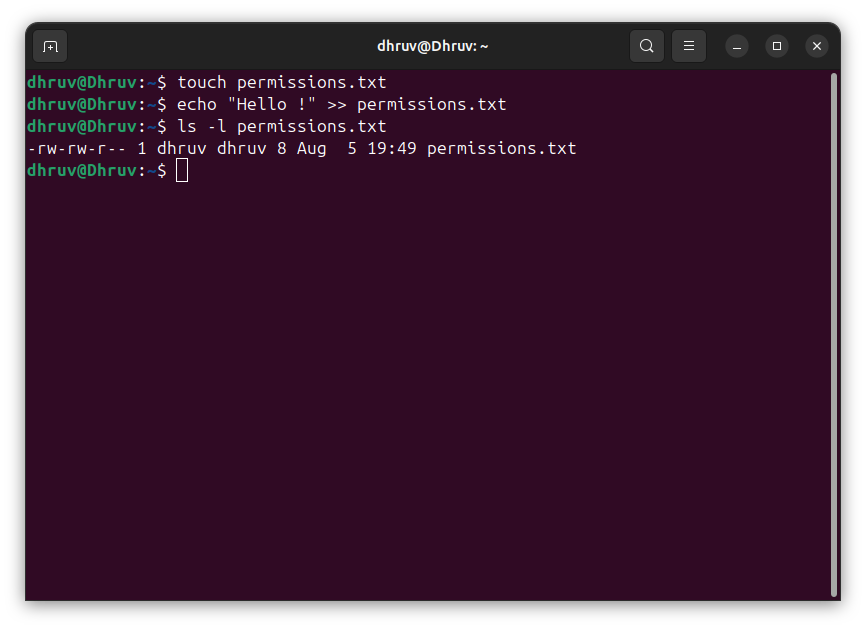 dhruv@Dhruv: ~
dhruv@Dhruv:~$ touch permissions.txt
dhruv@Dhruv:~$ echo "Hello !" >> permissions.txt
dhruv@Dhruv:~$ ls -l permissions.txt
-rw-rw-r-- 1 dhruv dhruv 8 Aug  5 19:49 permissions.txt
dhruv@Dhruv:~$